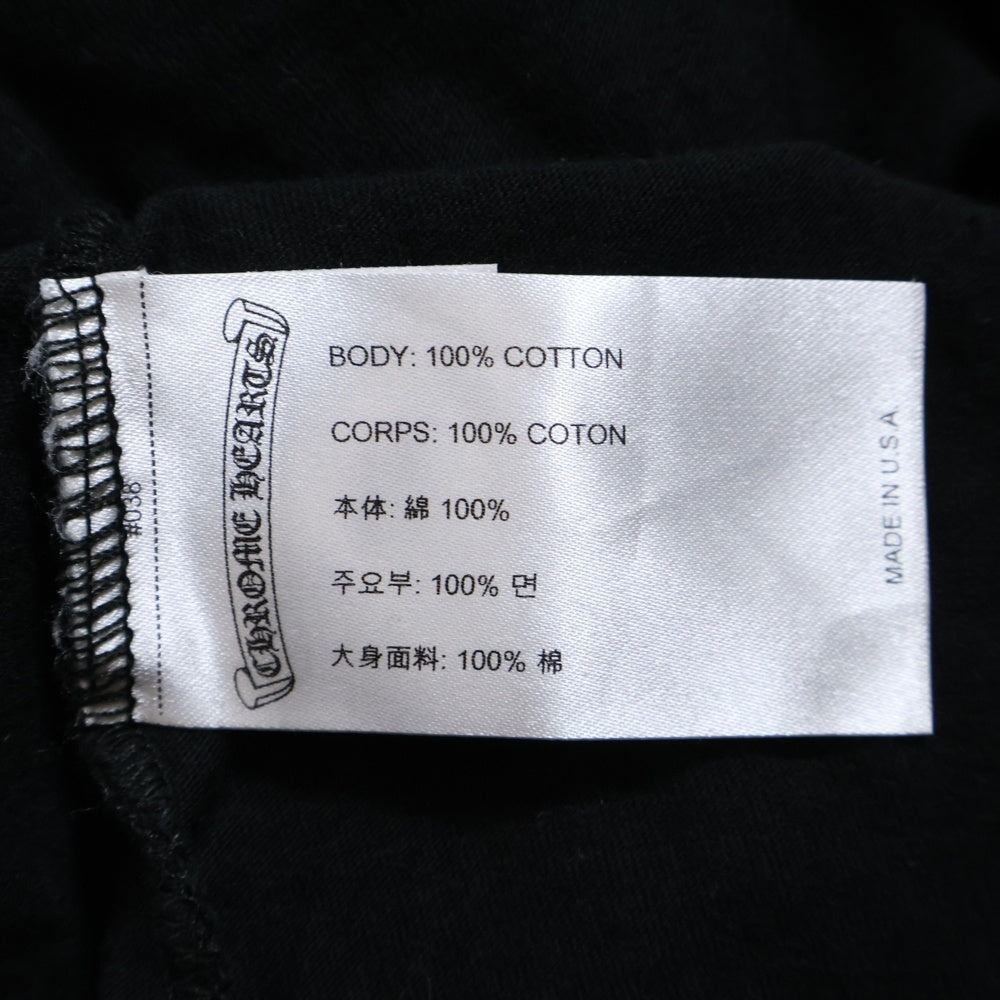 CHROME HEARTS
BODY: 100% COTTON
CORPS: 100% COTON
本体: 綿 100%
주요부: 100% 면
大身面料: 100% 棉
MADE IN U.S.A
#038